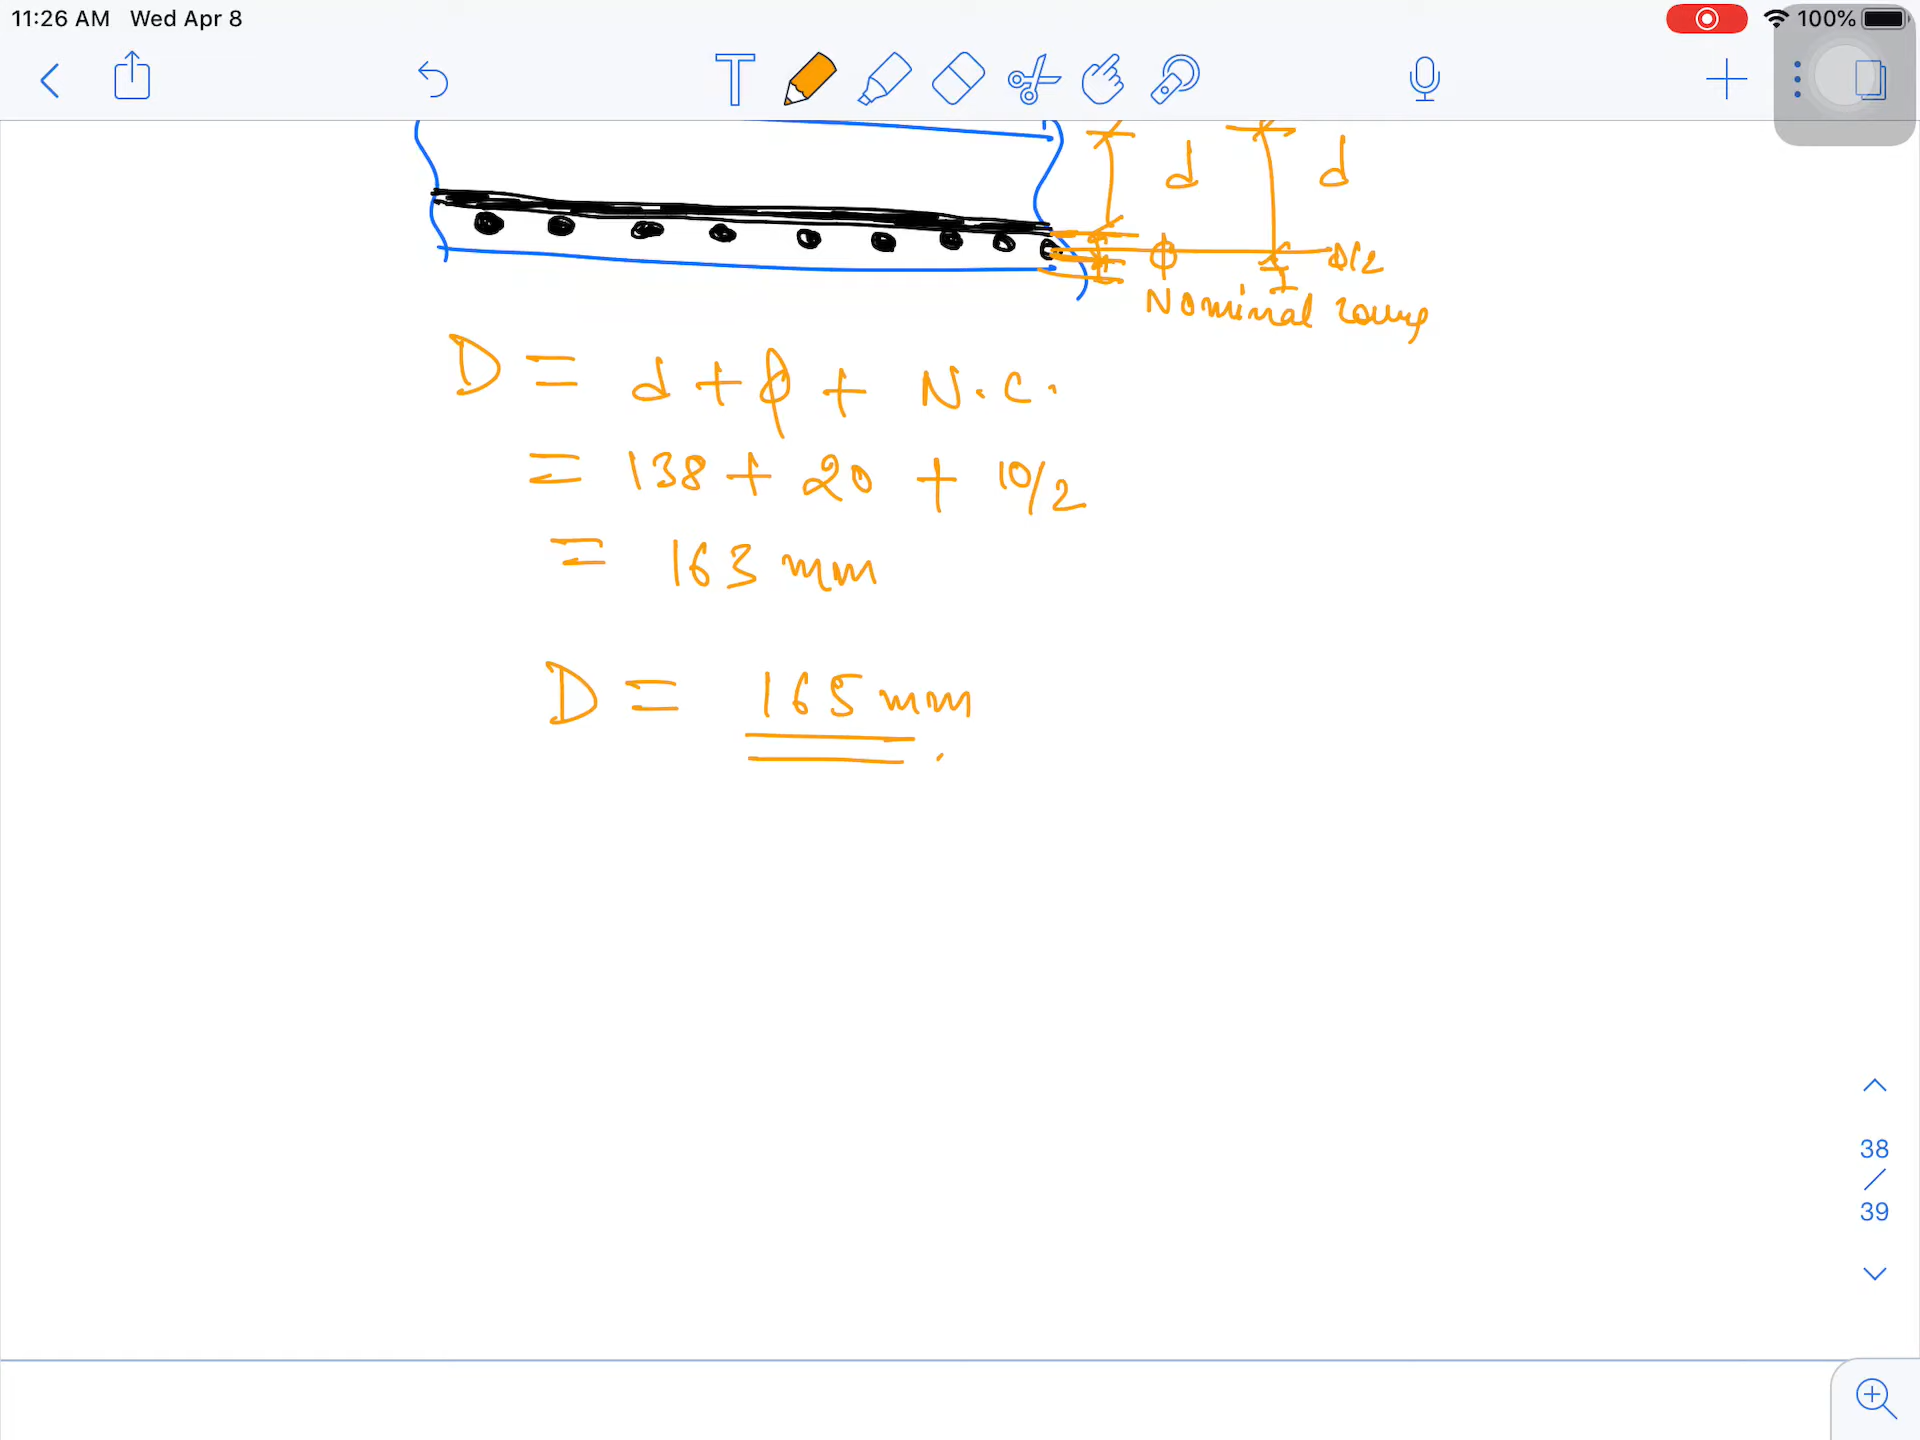 11:26 AM Wed Apr 8
100%
T
d d
ϕ ϕ/2
Nominal
D = d + ϕ + N.C.
= 138 + 20 + 10/2
= 163 mm
D = 165 mm.
38
/
39